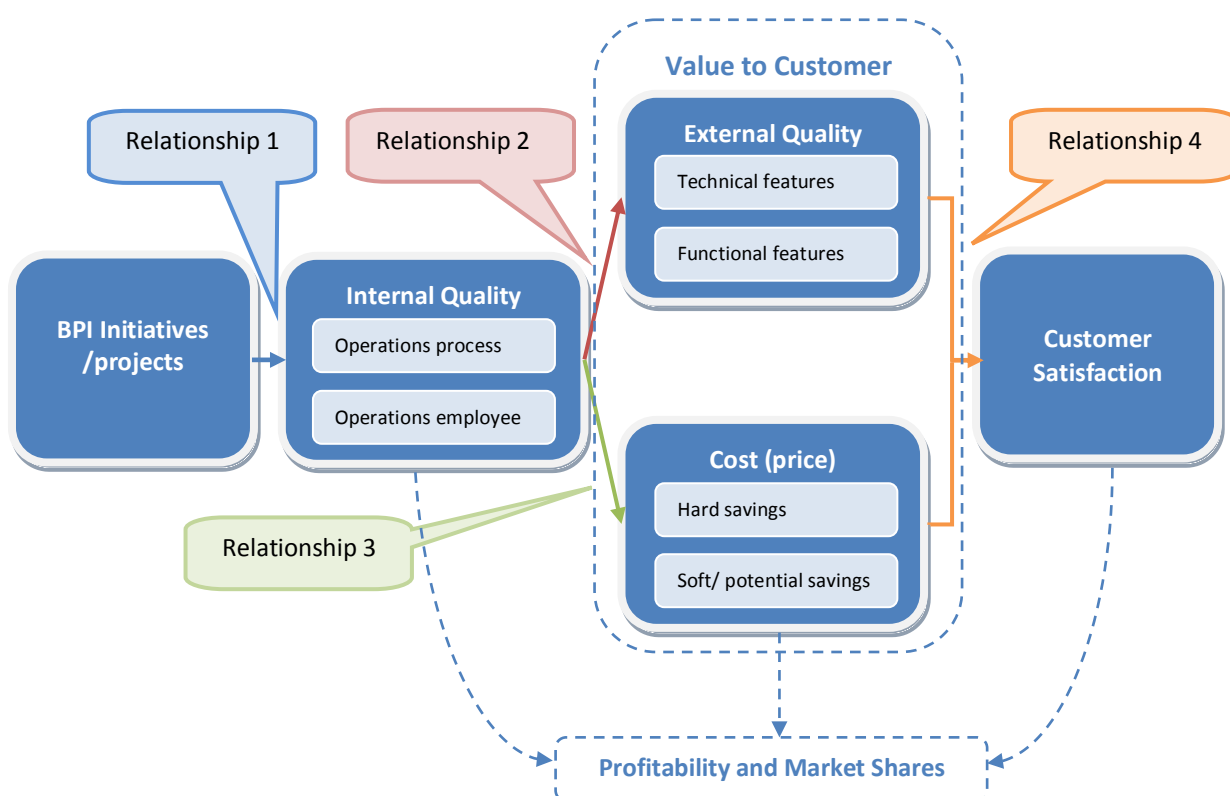 Value to Customer
Relationship 1
Relationship 2
External Quality
Relationship 4
Technical features
Functional features
BPI Initiatives
/projects
Internal Quality
Operations process
Operations employee
Customer
Satisfaction
Cost (price)
Hard savings
Relationship 3
Soft/ potential savings
Profitability and Market Shares